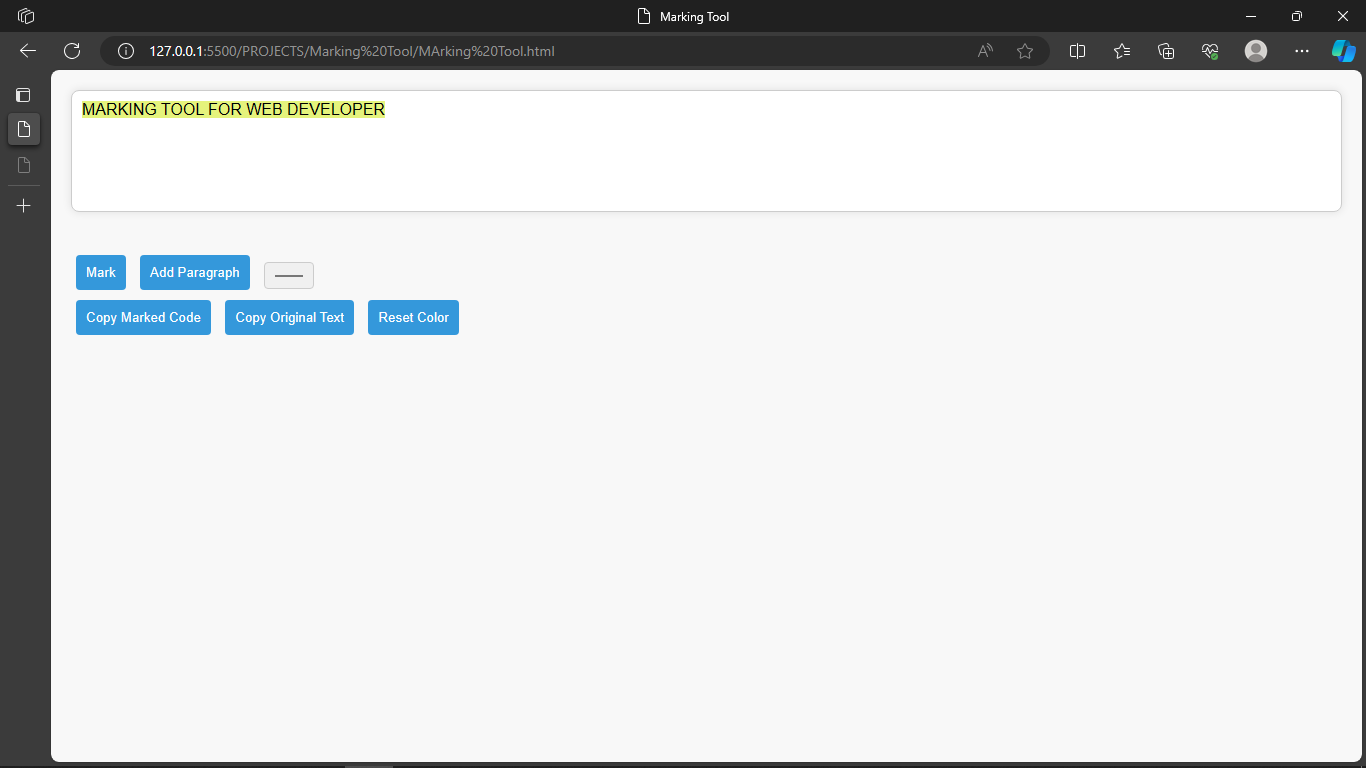 Marking Tool
127.0.0.1:5500/PROJECTS/Marking%20Tool/MArking%20Tool.html
MARKING TOOL FOR WEB DEVELOPER
Mark Add Paragraph
Copy Marked Code Copy Original Text Reset Color